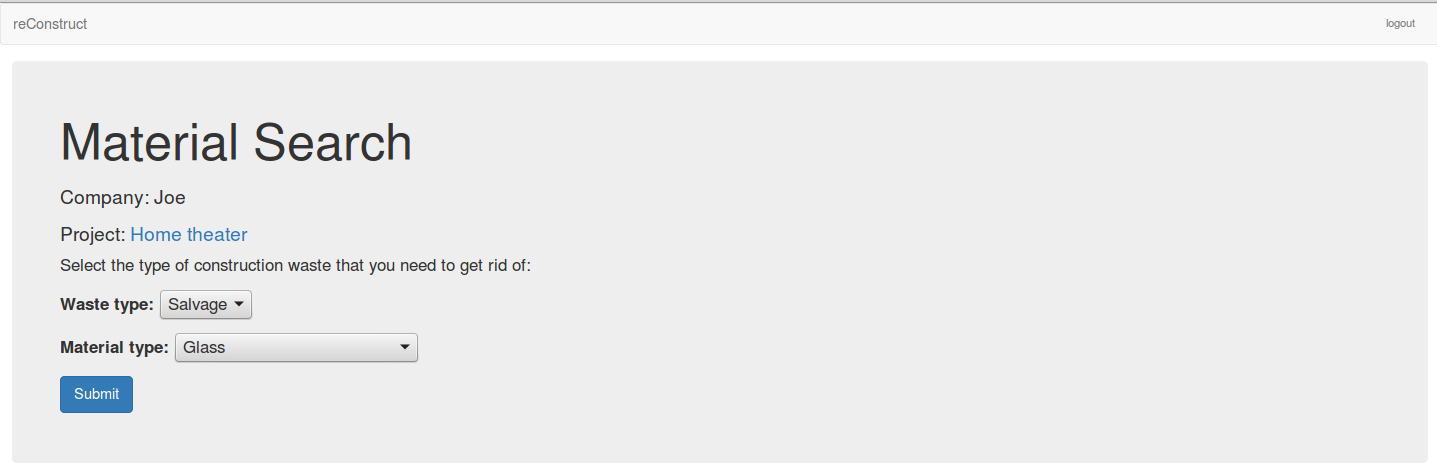 reConstruct
logout
Material Search
Company: Joe
Project: Home theater
Select the type of construction waste that you need to get rid of:
Waste type: Salvage
Material type: Glass
Submit